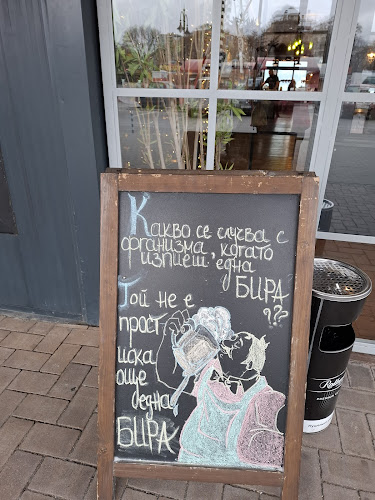 Какво се случва с
организма, когато
изпиеш една
БИРА
???
Той не е
прост
иска
още
една
БИРА